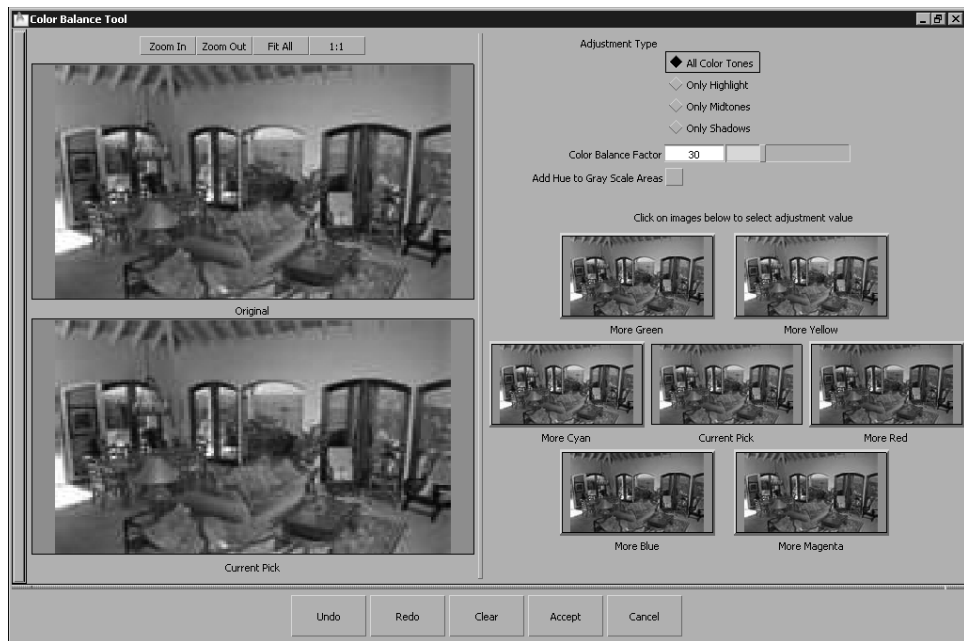 Color Balance Tool
Zoom In Zoom Out Fit All 1:1
Original
Current Pick
Adjustment Type
All Color Tones
Only Highlight
Only Midtones
Only Shadows
Color Balance Factor 30
Add Hue to Gray Scale Areas
Click on images below to select adjustment value
More Green More Yellow
More Cyan Current Pick More Red
More Blue More Magenta
Undo Redo Clear Accept Cancel